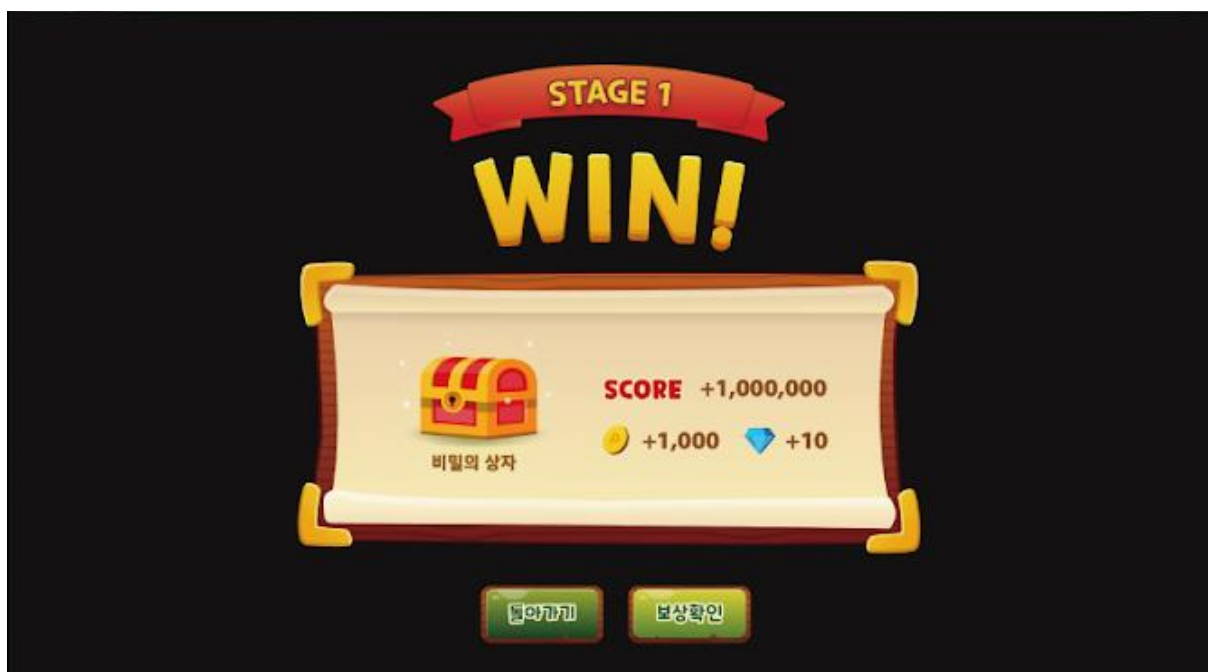 STAGE 1
WIN!
SCORE +1,000,000
+1,000 +10
비밀의 상자
돌아가기 보상확인